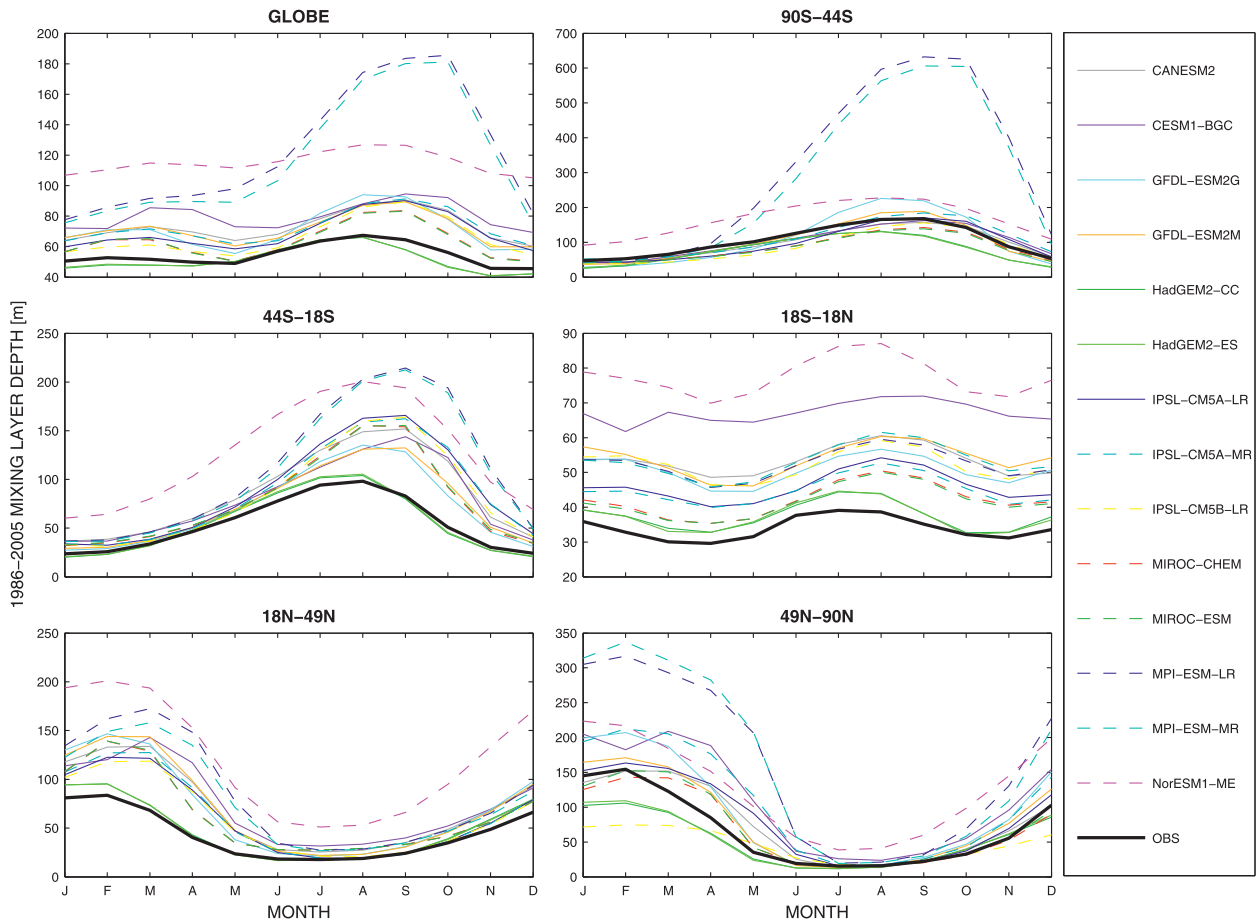 GLOBE
90S−44S
200
180
160
140
120
100
80
60
40
700
600
500
400
300
200
100
0
44S−18S
18S−18N
250
200
150
100
50
0
90
80
70
60
50
40
30
20
18N−49N
49N−90N
250
200
150
100
50
0
350
300
250
200
150
100
50
0
J F M A M J J A S O N D
J F M A M J J A S O N D
MONTH
MONTH
1986−2005 MIXING LAYER DEPTH [m]
CANESM2
CESM1−BGC
GFDL−ESM2G
GFDL−ESM2M
HadGEM2−CC
HadGEM2−ES
IPSL−CM5A−LR
IPSL−CM5A−MR
IPSL−CM5B−LR
MIROC−CHEM
MIROC−ESM
MPI−ESM−LR
MPI−ESM−MR
NorESM1−ME
OBS